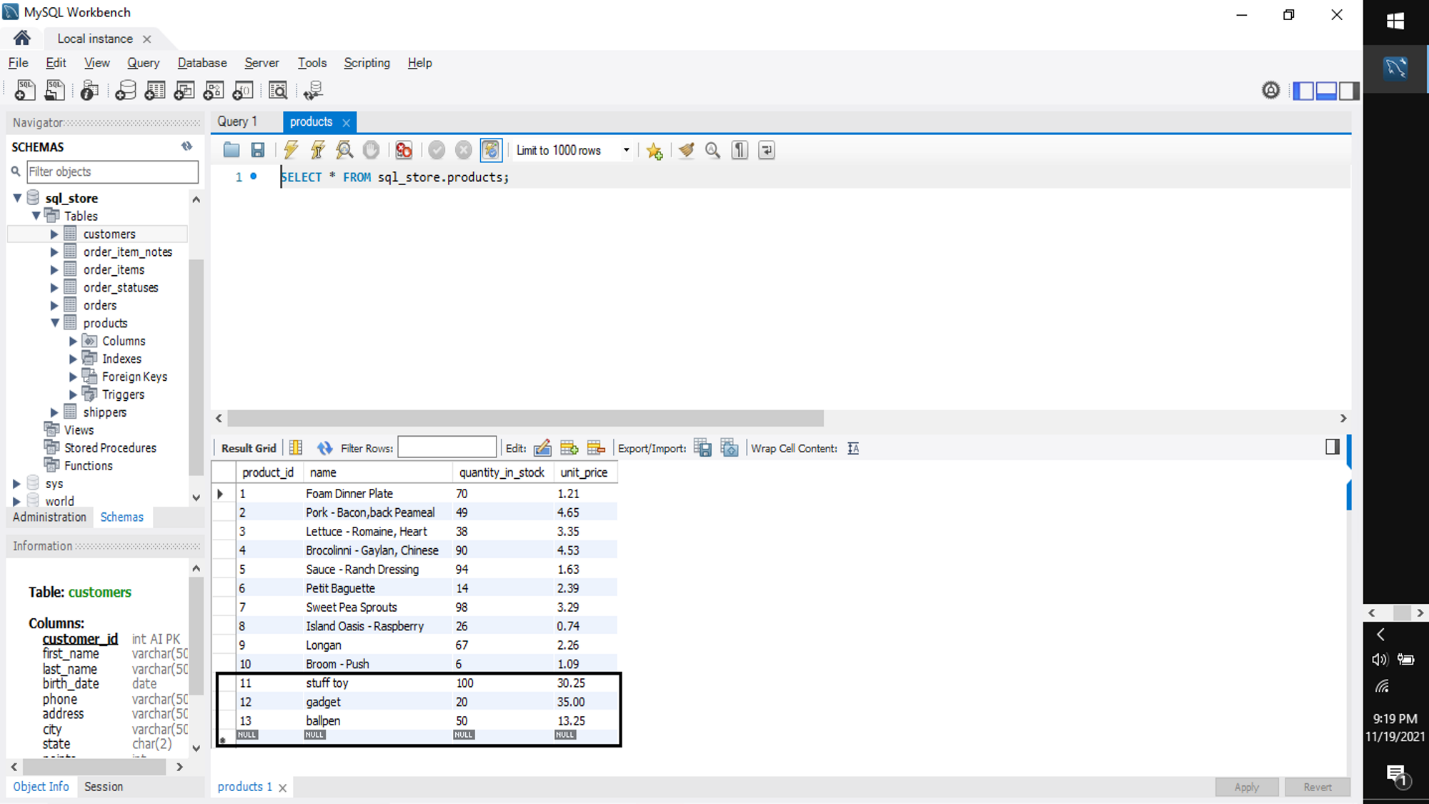 MySQL Workbench
Local instance
File Edit View Query Database Server Tools Scripting Help
Navigator
SCHEMAS
Filter objects
sql_store
Tables
customers
order_item_notes
order_items
order_statuses
orders
products
Columns
Indexes
Foreign Keys
Triggers
shippers
Views
Stored Procedures
Functions
sys
world
Administration Schemas
Information
Table: customers
Columns:
customer_id int AI PK
first_name varchar(50
last_name varchar(50
birth_date date
phone varchar(50
address varchar(50
city varchar(50
state char(2)
Object Info Session
Query 1 products
Limit to 1000 rows
1 SELECT * FROM sql_store.products;
Result Grid Filter Rows: Edit: Export/Import: Wrap Cell Content:
product_id name quantity_in_stock unit_price
1 Foam Dinner Plate 70 1.21
2 Pork - Bacon,back Peameal 49 4.65
3 Lettuce - Romaine, Heart 38 3.35
4 Brocolinni - Gaylan, Chinese 90 4.53
5 Sauce - Ranch Dressing 94 1.63
6 Petit Baguette 14 2.39
7 Sweet Pea Sprouts 98 3.29
8 Island Oasis - Raspberry 26 0.74
9 Longan 67 2.26
10 Broom - Push 6 1.09
11 stuff toy 100 30.25
12 gadget 20 35.00
13 ballpen 50 13.25
NULL NULL NULL NULL
products 1
Apply Revert
9:19 PM
11/19/2021
1